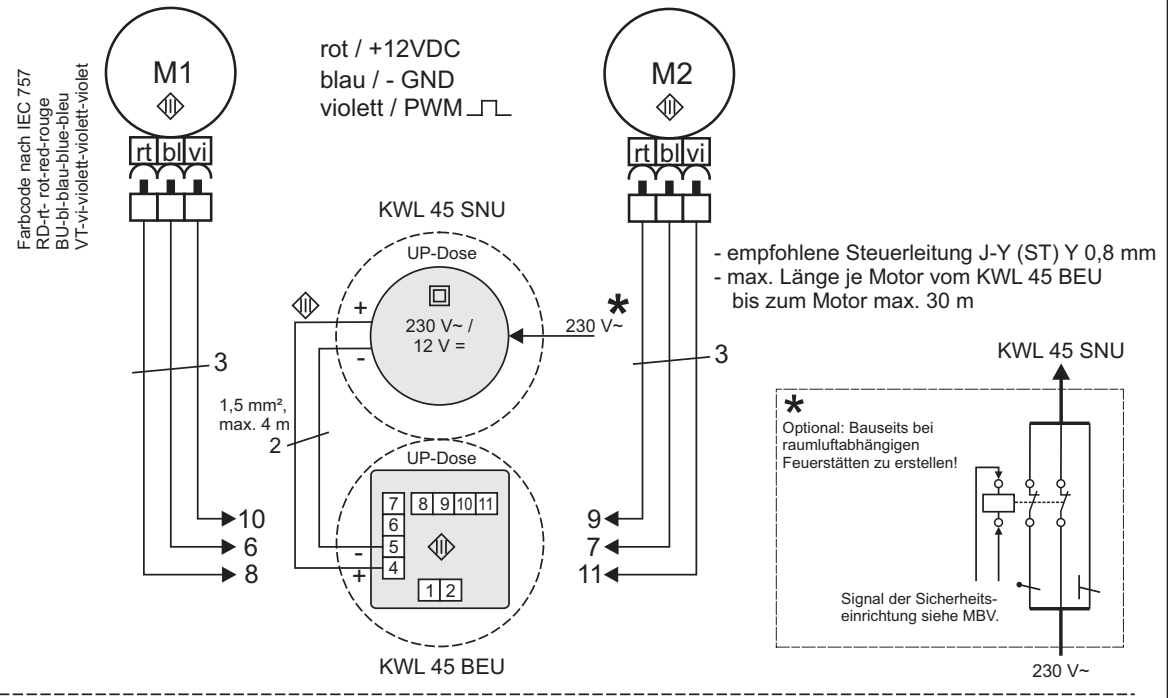 Farbcode nach IEC 757
RD-rt- rot-red-rouge
BU-bl-blau-blue-bleu
VT-vi-violett-violett-violet
M1
rt bl vi
rot / +12VDC
blau / - GND
violett / PWM
M2
rt bl vi
KWL 45 SNU
UP-Dose
+
-
230 V~ /
12 V =
*
230 V~
- empfohlene Steuerleitung J-Y (ST) Y 0,8 mm
- max. Länge je Motor vom KWL 45 BEU
bis zum Motor max. 30 m
3
3
1,5 mm²,
max. 4 m
2
UP-Dose
7 8 9 10 11
6
- 5
+ 4
1 2
KWL 45 BEU
10
6
8
9
7
11
KWL 45 SNU
*
Optional: Bauseits bei
raumluftabhängigen
Feuerstätten zu erstellen!
Signal der Sicherheits-
einrichtung siehe MBV.
230 V~